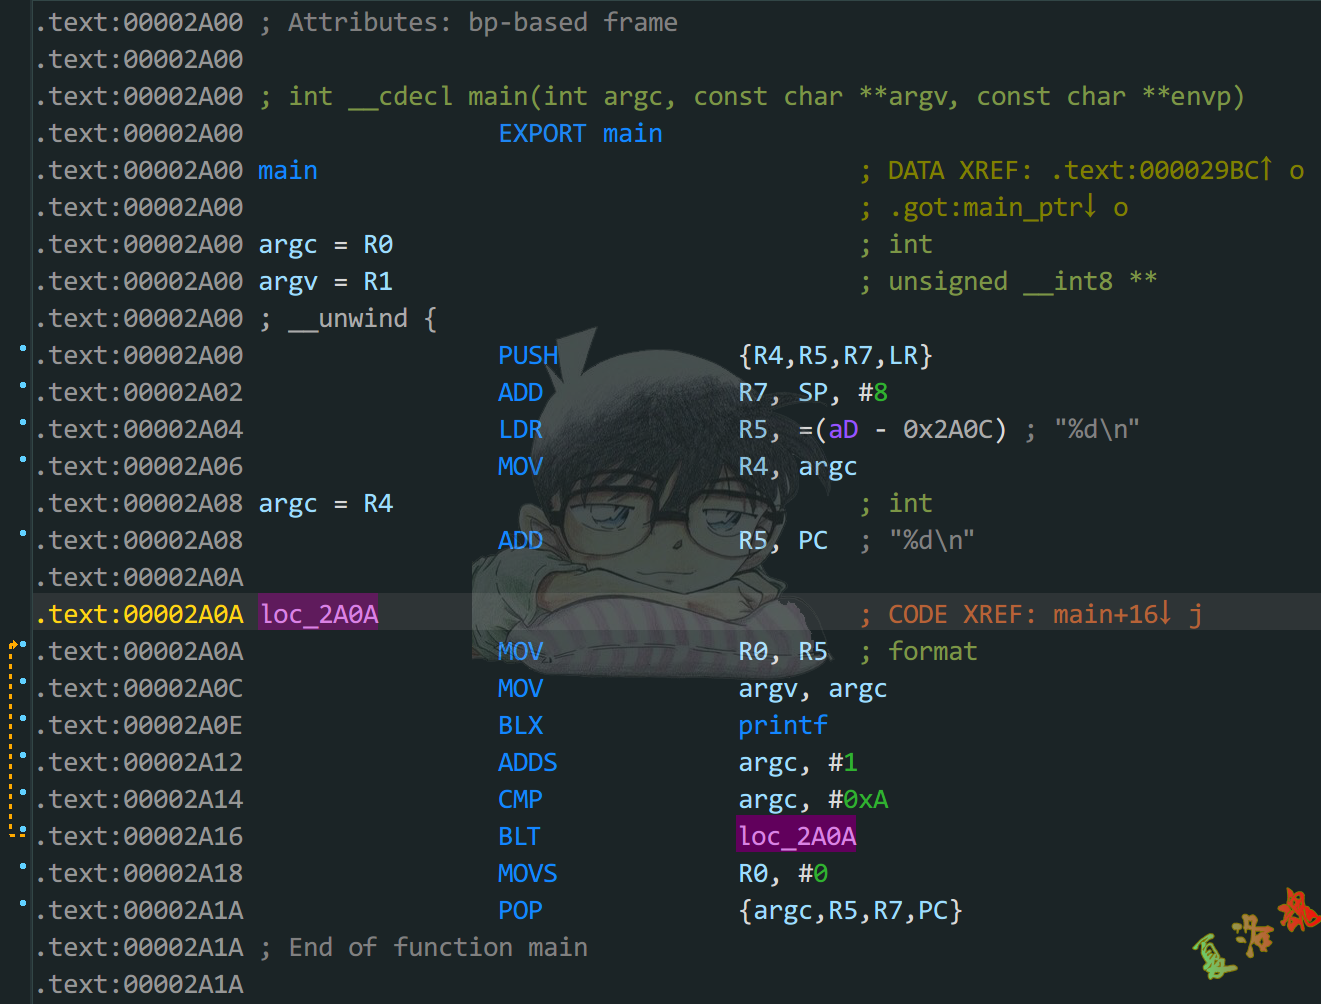 .text:00002A00 ; Attributes: bp-based frame
.text:00002A00
.text:00002A00 ; int __cdecl main(int argc, const char **argv, const char **envp)
.text:00002A00 EXPORT main
.text:00002A00 main ; DATA XREF: .text:000029BC↑ o
.text:00002A00 ; .got:main_ptr↓ o
.text:00002A00 argc = R0 ; int
.text:00002A00 argv = R1 ; unsigned __int8 **
.text:00002A00 ; __unwind {
.text:00002A00 PUSH {R4,R5,R7,LR}
.text:00002A02 ADD R7, SP, #8
.text:00002A04 LDR R5, =(aD - 0x2A0C) ; "%d\n"
.text:00002A06 MOV R4, argc
.text:00002A08 argc = R4 ; int
.text:00002A08 ADD R5, PC ; "%d\n"
.text:00002A0A
.text:00002A0A loc_2A0A ; CODE XREF: main+16↓ j
.text:00002A0A MOV R0, R5 ; format
.text:00002A0C MOV argv, argc
.text:00002A0E BLX printf
.text:00002A12 ADDS argc, #1
.text:00002A14 CMP argc, #0xA
.text:00002A16 BLT loc_2A0A
.text:00002A18 MOVS R0, #0
.text:00002A1A POP {argc,R5,R7,PC}
.text:00002A1A ; End of function main
.text:00002A1A
夏洛